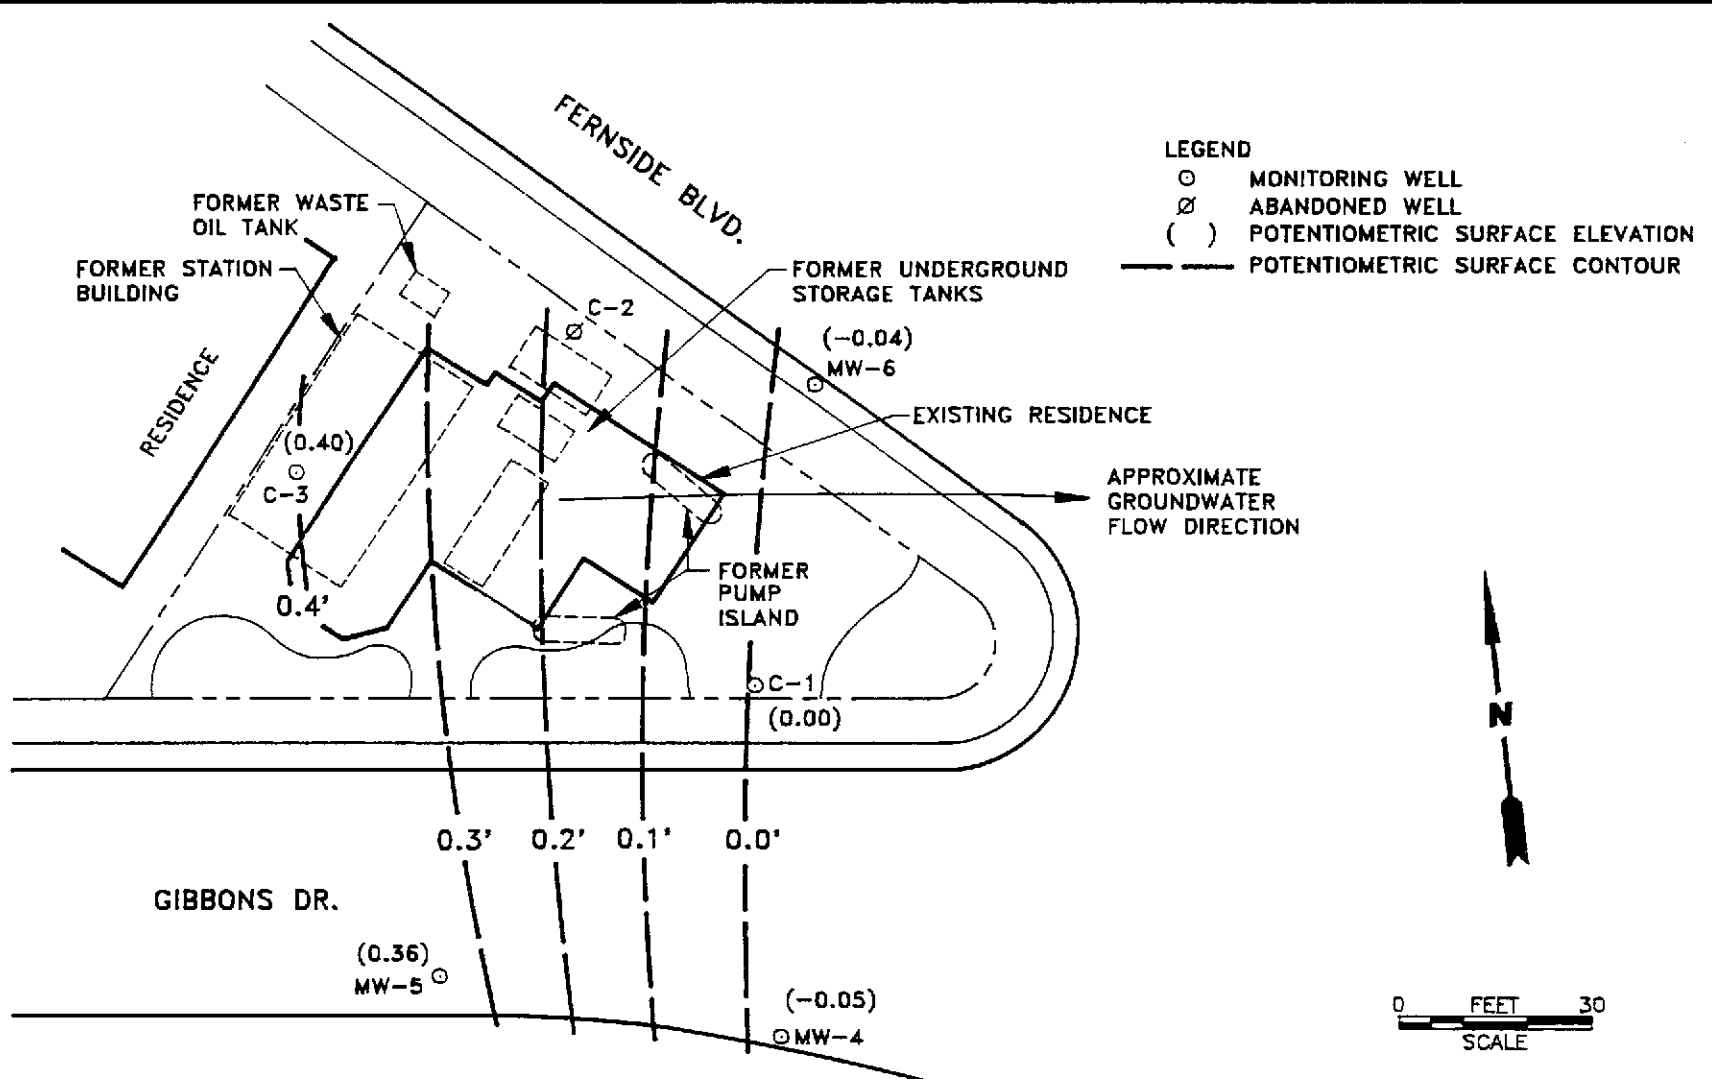 FERNSIDE BLVD.
LEGEND
MONITORING WELL
ABANDONED WELL
( ) POTENTIOMETRIC SURFACE ELEVATION
POTENTIOMETRIC SURFACE CONTOUR
FORMER WASTE
OIL TANK
FORMER STATION
BUILDING
FORMER UNDERGROUND
STORAGE TANKS
C-2
(-0.04)
MW-6
RESIDENCE
EXISTING RESIDENCE
(0.40)
C-3
APPROXIMATE
GROUNDWATER
FLOW DIRECTION
FORMER
PUMP
ISLAND
0.4'
C-1
(0.00)
N
0.3'
0.2'
0.1'
0.0'
GIBBONS DR.
(0.36)
MW-5
(-0.05)
MW-4
0 FEET 30
SCALE